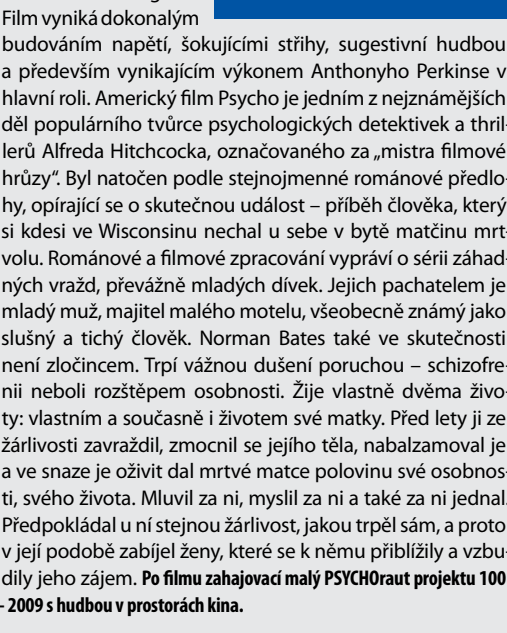 Film vyniká dokonalým
budováním napětí, šokujícími střihy, sugestivní hudbou
a především vynikajícím výkonem Anthonyho Perkinse v
hlavní roli. Americký film Psycho je jedním z nejznámějších
děl populárního tvůrce psychologických detektivek a thril-
lerů Alfreda Hitchcocka, označovaného za „mistra filmové
hrůzy“. Byl natočen podle stejnojmenné románové předlo-
hy, opírající se o skutečnou událost – příběh člověka, který
si kdesi ve Wisconsinu nechal u sebe v bytě matčinu mrt-
volu. Románové a filmové zpracování vypráví o sérii záhad-
ných vražd, převážně mladých dívek. Jejich pachatelem je
mladý muž, majitel malého motelu, všeobecně známý jako
slušný a tichý člověk. Norman Bates také ve skutečnosti
není zločincem. Trpí vážnou dušení poruchou – schizofre-
nii neboli rozštěpem osobnosti. Žije vlastně dvěma živo-
ty: vlastním a současně i životem své matky. Před lety ji ze
žárlivosti zavraždil, zmocnil se jejího těla, nabalzamoval je
a ve snaze je oživit dal mrtvé matce polovinu své osobnos-
ti, svého života. Mluvil za ni, myslil za ni a také za ni jednal.
Předpokládal u ní stejnou žárlivost, jakou trpěl sám, a proto
v její podobě zabíjel ženy, které se k němu přiblížily a vzbu-
dily jeho zájem. Po filmu zahajovací malý PSYCHOraut projektu 100
- 2009 s hudbou v prostorách kina.